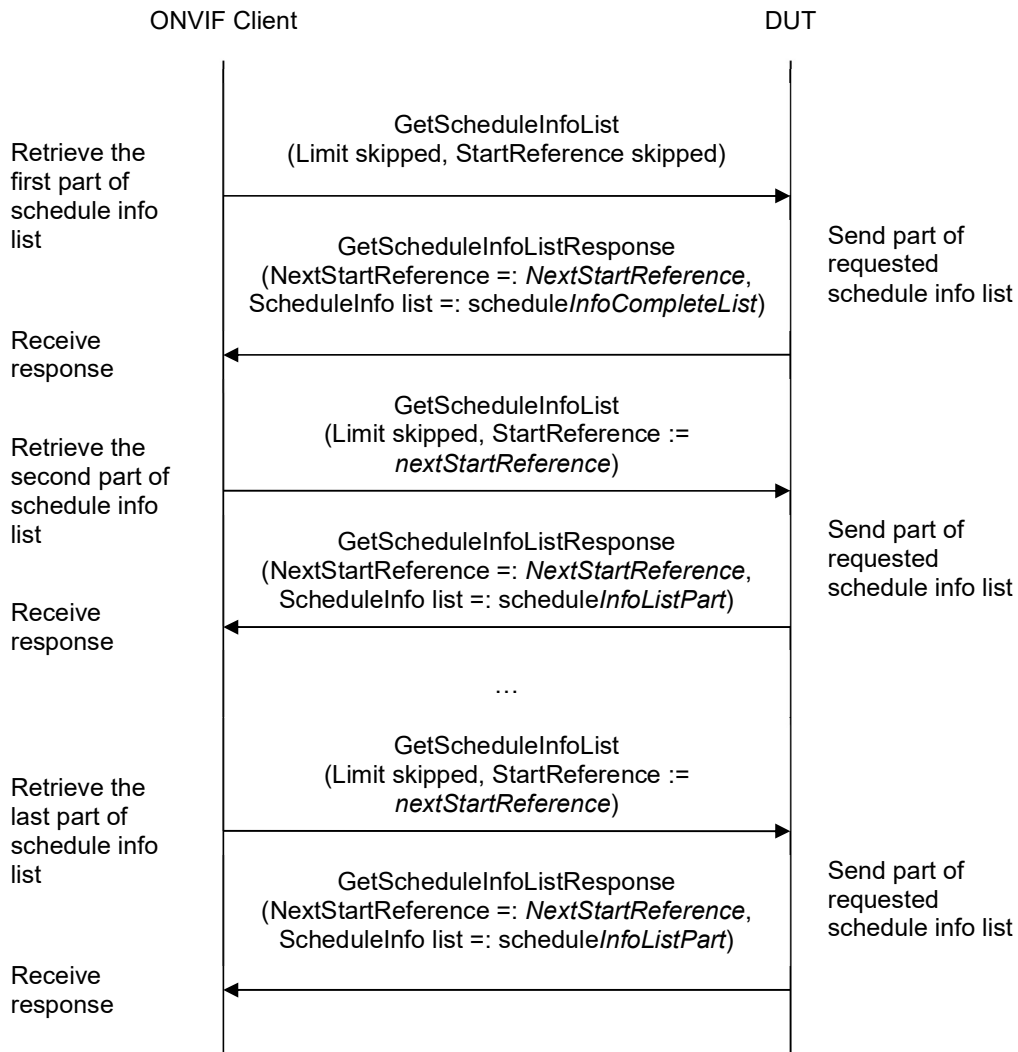 ONVIF Client
DUT
GetScheduleInfoList
(Limit skipped, StartReference skipped)
Retrieve the
first part of
schedule info
list
GetScheduleInfoListResponse
(NextStartReference =: NextStartReference,
ScheduleInfo list =: scheduleInfoCompleteList)
Send part of
requested
schedule info list
Receive
response
GetScheduleInfoList
(Limit skipped, StartReference :=
nextStartReference)
Retrieve the
second part of
schedule info
list
GetScheduleInfoListResponse
(NextStartReference =: NextStartReference,
ScheduleInfo list =: scheduleInfoListPart)
Send part of
requested
schedule info list
Receive
response
…
GetScheduleInfoList
(Limit skipped, StartReference :=
nextStartReference)
Retrieve the
last part of
schedule info
list
GetScheduleInfoListResponse
(NextStartReference =: NextStartReference,
ScheduleInfo list =: scheduleInfoListPart)
Send part of
requested
schedule info list
Receive
response